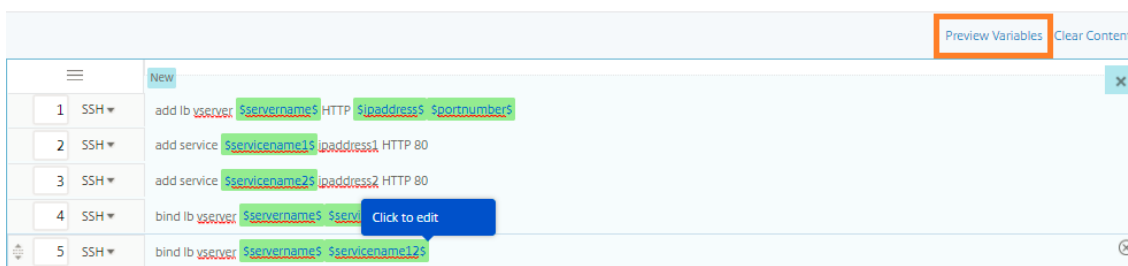 Preview Variables Clear Conten
New
1 SSH add lb vserver $servername$ HTTP $ipaddress$ $portnumber$
2 SSH add service $servicename1$ ipaddress1 HTTP 80
3 SSH add service $servicename2$ ipaddress2 HTTP 80
4 SSH bind lb vserver $servername$ $servi Click to edit
5 SSH bind lb vserver $servername$ $servicename12$